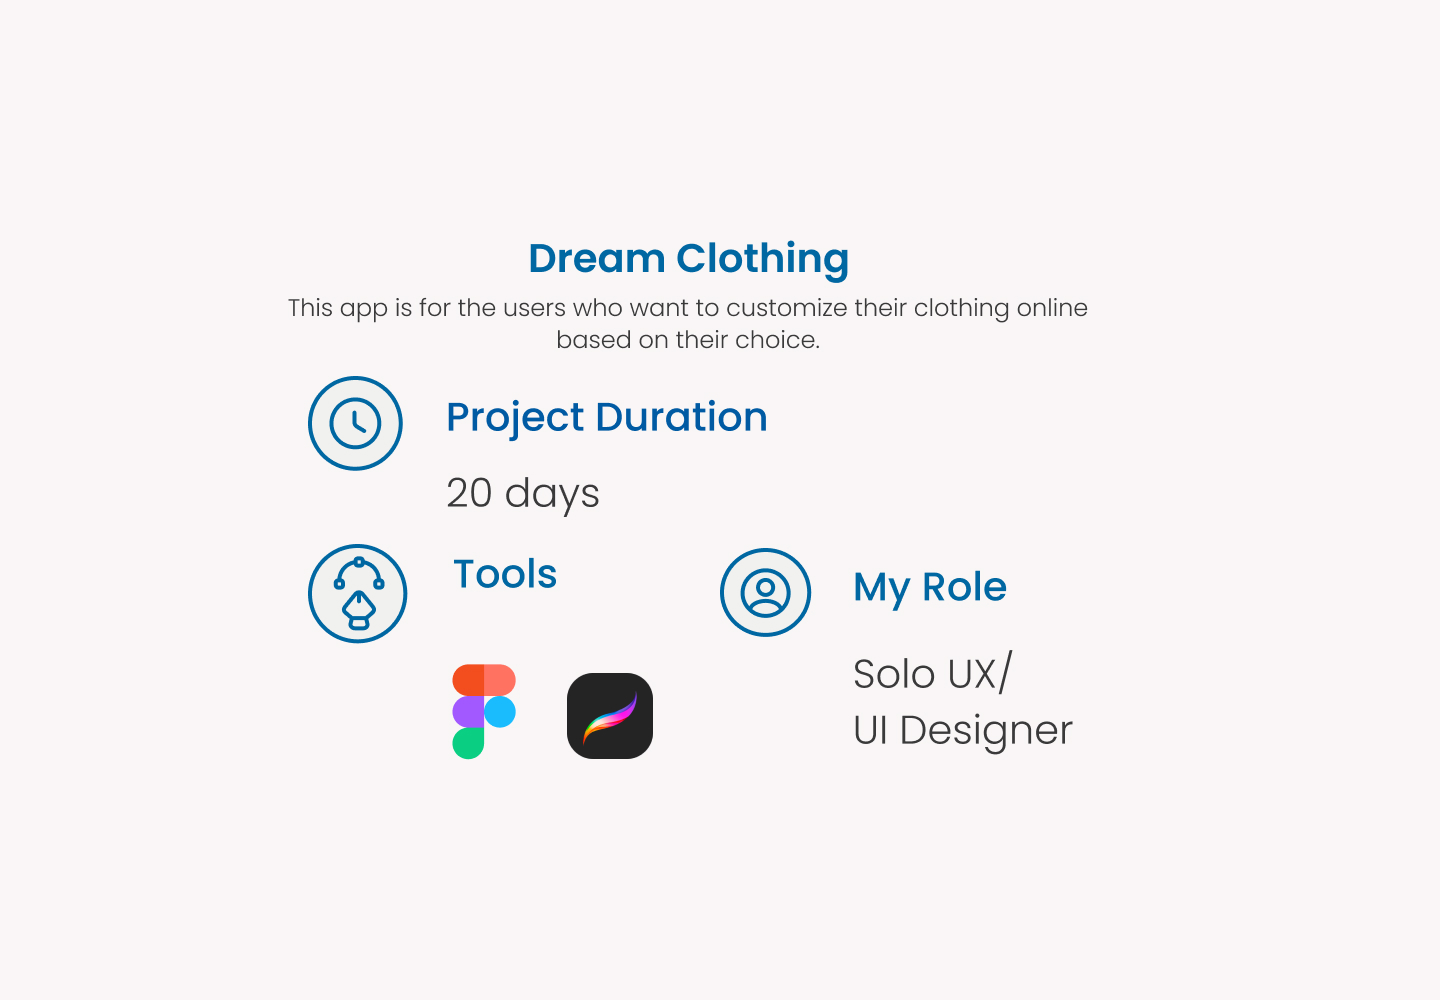 Dream Clothing
This app is for the users who want to customize their clothing online
based on their choice.
Project Duration
20 days
Tools
My Role
Solo UX/
UI Designer